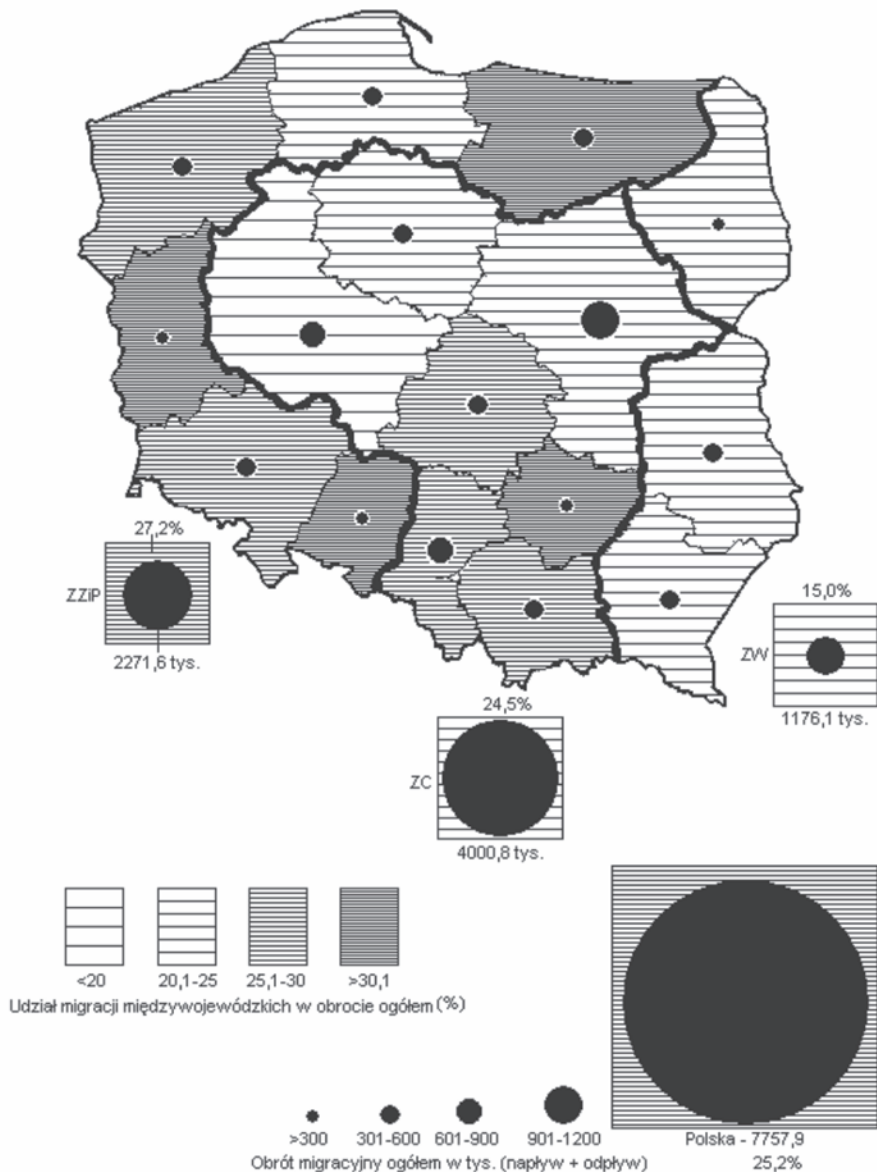 27,2%
ZZiP
2271,6 tys.
15,0%
ZW
1176,1 tys.
24,5%
ZC
4000,8 tys.
<20 20,1-25 25,1-30 >30,1
Udział migracji międzywojewódzkich w obrocie ogółem (%)
>300 301-600 601-900 901-1200
Obrót migracyjny ogółem w tys. (napływ + odpływ)
Polska - 7757,9
25,2%